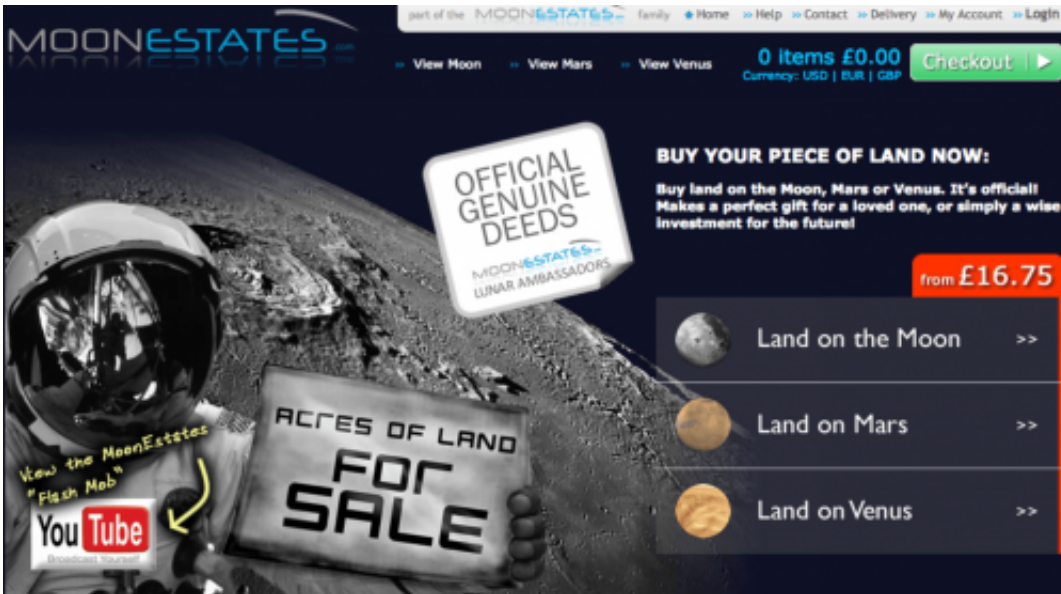 part of the MOONESTATES family Home >> Help >> Contact >> Delivery >> My Account >> Login
MOONESTATES.com
>> View Moon >> View Mars >> View Venus
0 items £0.00
Currency: USD | EUR | GBP
Checkout
OFFICIAL
GENUINE
DEEDS
MOONESTATES
LUNAR AMBASSADORS
BUY YOUR PIECE OF LAND NOW:
Buy land on the Moon, Mars or Venus. It's official!
Makes a perfect gift for a loved one, or simply a wise
investment for the future!
from £16.75
Land on the Moon >>
Land on Mars >>
Land on Venus >>
ACRES OF LAND
FOR
SALE
View the MoonEstates
"Flash Mob"
YouTube
Broadcast Yourself